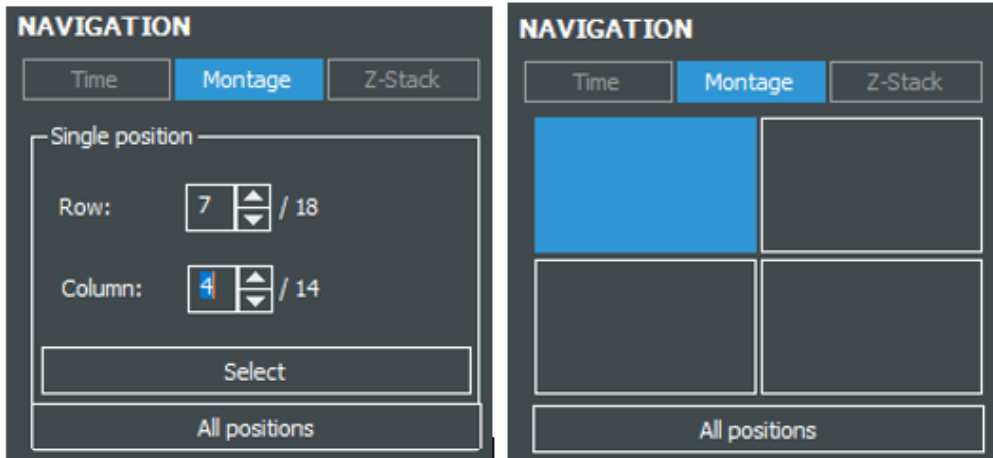 NAVIGATION
Time Montage Z-Stack
Single position
Row: 7 / 18
Column: 4 / 14
Select
All positions
NAVIGATION
Time Montage Z-Stack
All positions